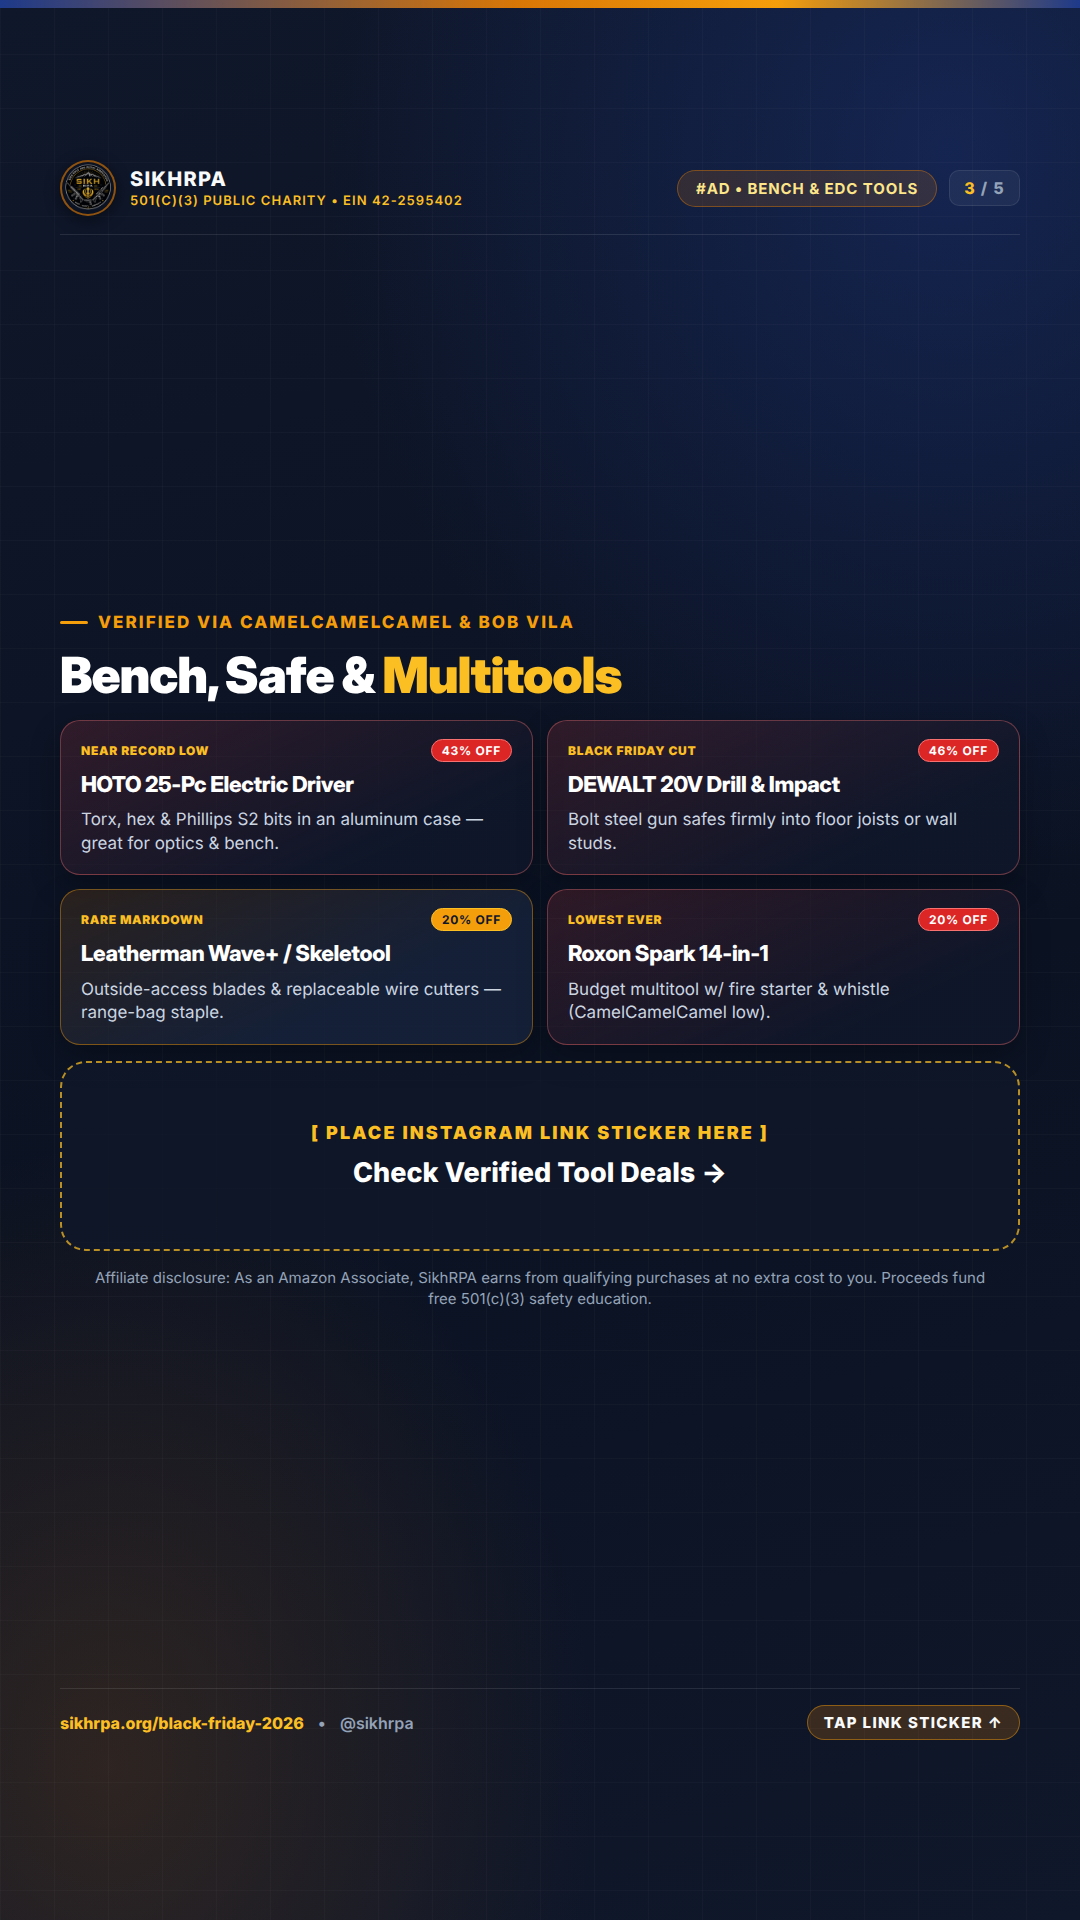 SIKH
SIKHRPA
501(C)(3) PUBLIC CHARITY • EIN 42-2595402
#AD • BENCH & EDC TOOLS
3 / 5
VERIFIED VIA CAMELCAMELCAMEL & BOB VILA
Bench, Safe & Multitools
NEAR RECORD LOW
43% OFF
HOTO 25-Pc Electric Driver
Torx, hex & Phillips S2 bits in an aluminum case —
great for optics & bench.
BLACK FRIDAY CUT
46% OFF
DEWALT 20V Drill & Impact
Bolt steel gun safes firmly into floor joists or wall
studs.
RARE MARKDOWN
20% OFF
Leatherman Wave+ / Skeletool
Outside-access blades & replaceable wire cutters —
range-bag staple.
LOWEST EVER
20% OFF
Roxon Spark 14-in-1
Budget multitool w/ fire starter & whistle
(CamelCamelCamel low).
[ PLACE INSTAGRAM LINK STICKER HERE ]
Check Verified Tool Deals →
Affiliate disclosure: As an Amazon Associate, SikhRPA earns from qualifying purchases at no extra cost to you. Proceeds fund
free 501(c)(3) safety education.
sikhrpa.org/black-friday-2026 • @sikhrpa
TAP LINK STICKER ↑